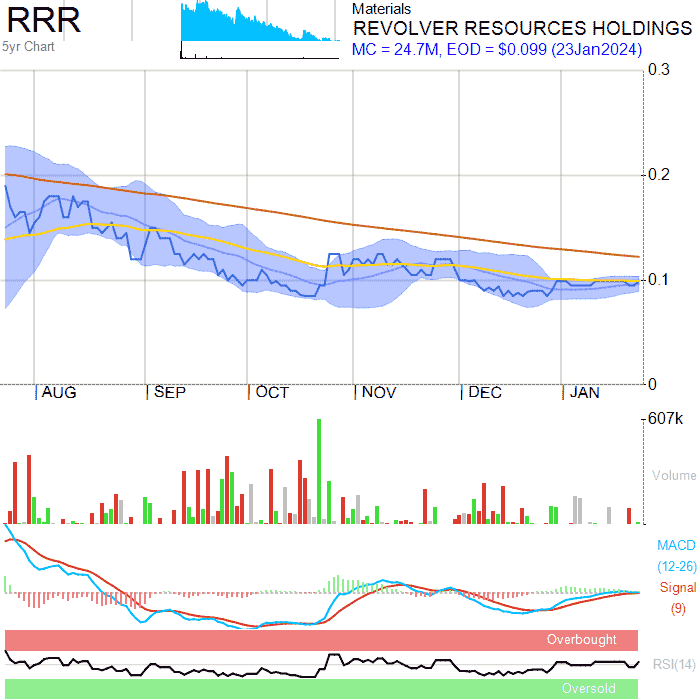 RRR
5yr Chart
Materials
REVOLVER RESOURCES HOLDINGS
MC = 24.7M, EOD = $0.099 (23Jan2024)
0.3
0.2
0.1
0
AUG SEP OCT NOV DEC JAN
607k
Volume
MACD
(12-26)
Signal
(9)
Overbought
RSI(14)
Oversold